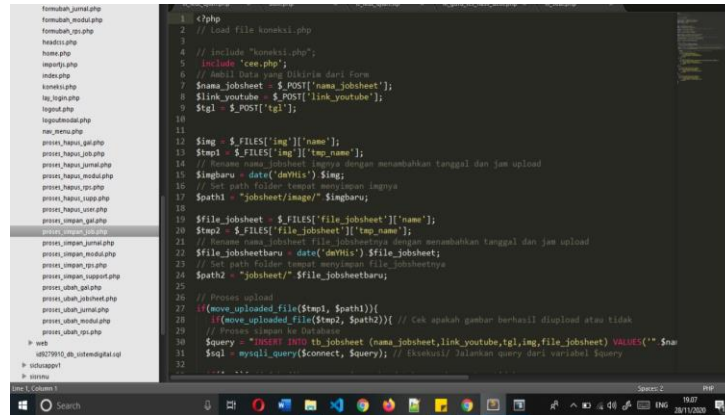 formubah_jurnal.php
formubah_modul.php
formubah_rps.php
headcss.php
home.php
importjs.php
index.php
koneksi.php
lay_login.php
logout.php
logoutmodal.php
nav_menu.php
proses_hapus_gal.php
proses_hapus_job.php
proses_hapus_jurnal.php
proses_hapus_modul.php
proses_hapus_rps.php
proses_hapus_supp.php
proses_hapus_user.php
proses_simpan_gal.php
proses_simpan_job.php
proses_simpan_jurnal.php
proses_simpan_modul.php
proses_simpan_rps.php
proses_simpan_support.php
proses_ubah_gal.php
proses_ubah_jobsheet.php
proses_ubah_jurnal.php
proses_ubah_modul.php
proses_ubah_rps.php
web
id9279910_db_sistemdigital.sql
siclusappv1
sisrisnu
1 <?php
2 // Load file koneksi.php
3
4 // include "koneksi.php";
5 include 'cee.php';
6 // Ambil Data yang Dikirim dari Form
7 $nama_jobsheet = $_POST['nama_jobsheet'];
8 $link_youtube = $_POST['link_youtube'];
9 $tgl = $_POST['tgl'];
10
11
12 $img = $_FILES['img']['name'];
13 $tmp1 = $_FILES['img']['tmp_name'];
14 // Rename nama_jobsheet imgnya dengan menambahkan tanggal dan jam upload
15 $imgbaru = date('dmYHis').$img;
16 // Set path folder tempat menyimpan imgnya
17 $path1 = "jobsheet/image/".$imgbaru;
18
19 $file_jobsheet = $_FILES['file_jobsheet']['name'];
20 $tmp2 = $_FILES['file_jobsheet']['tmp_name'];
21 // Rename nama_jobsheet file_jobsheetnya dengan menambahkan tanggal dan jam upload
22 $file_jobsheetbaru = date('dmYHis').$file_jobsheet;
23 // Set path folder tempat menyimpan file_jobsheetnya
24 $path2 = "jobsheet/".$file_jobsheetbaru;
25
26 // Proses upload
27 if(move_uploaded_file($tmp1, $path1)){
28 if(move_uploaded_file($tmp2, $path2)){ // Cek apakah gambar berhasil diupload atau tidak
29 // Proses simpan ke Database
30 $query = "INSERT INTO tb_jobsheet (nama_jobsheet,link_youtube,tgl,img,file_jobsheet) VALUES('".$nam
31 $sql = mysqli_query($connect, $query); // Eksekusi/ Jalankan query dari variabel $query
32
Line 1, Column 1
Spaces: 2
PHP
Search
ENG
19.07
28/11/2020